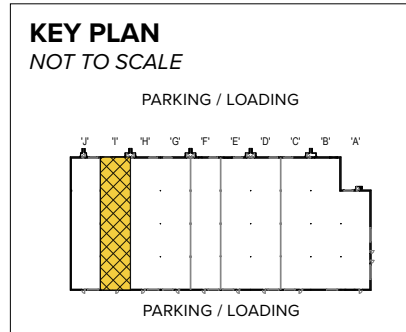 KEY PLAN
NOT TO SCALE
PARKING / LOADING
'J' 'I' 'H' 'G' 'F' 'E' 'D' 'C' 'B' 'A'
PARKING / LOADING